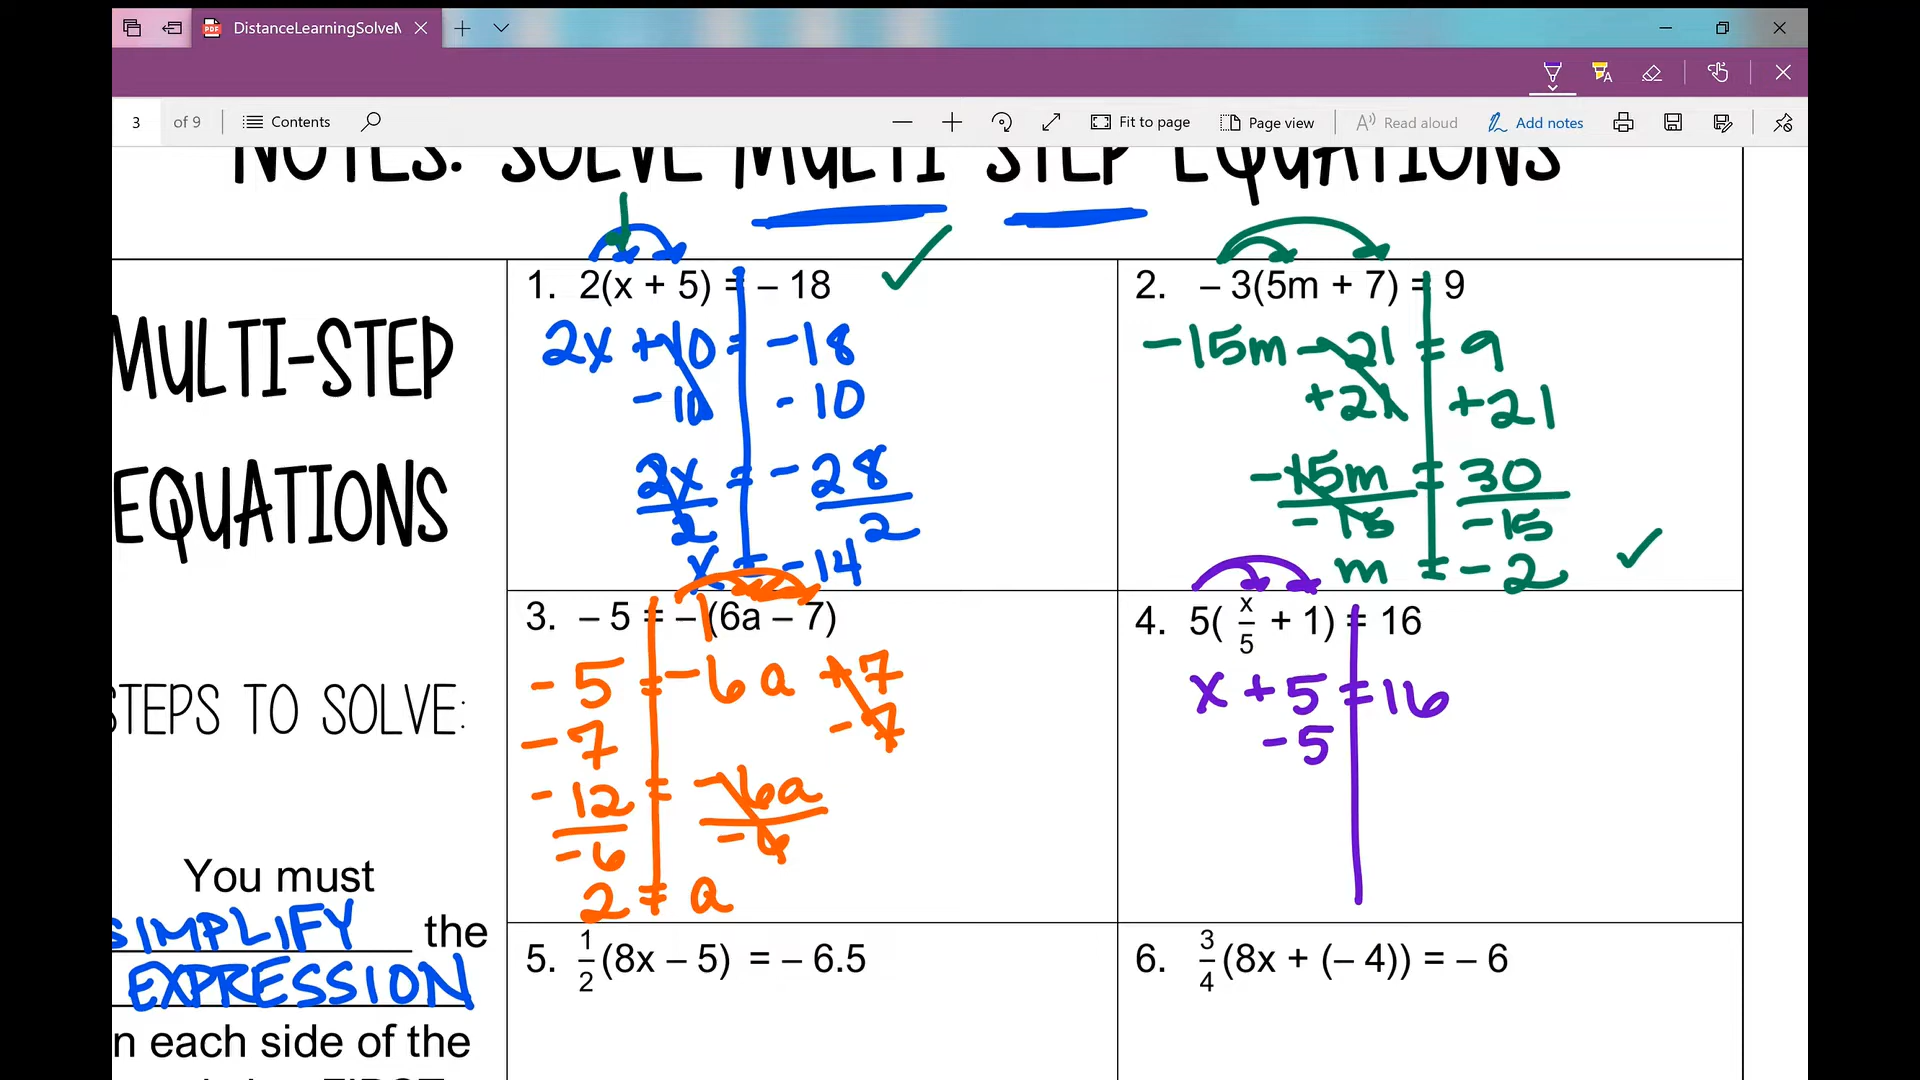 DistanceLearningSolveM
3 of 9 Contents Fit to page Page view Read aloud Add notes
NOTES: SOLVE MULTI STEP EQUATIONS
MULTI-STEP
EQUATIONS
STEPS TO SOLVE:
You must
SIMPLIFY the
EXPRESSION
n each side of the
FIRST
1. 2(x + 5) = – 18
2x + 10 = -18
- 10 - 10
2x = -28
2 2
x = -14
2. – 3(5m + 7) = 9
-15m - 21 = 9
+21 +21
-15m = 30
-15 -15
m = -2
3. – 5 = – (6a – 7)
1
-5 = -6a +7
-7 -7
-12 = -6a
-6 -6
2 = a
4. 5( x/5 + 1) = 16
x + 5 = 16
-5
5. 1/2 (8x – 5) = – 6.5
6. 3/4 (8x + (– 4)) = – 6